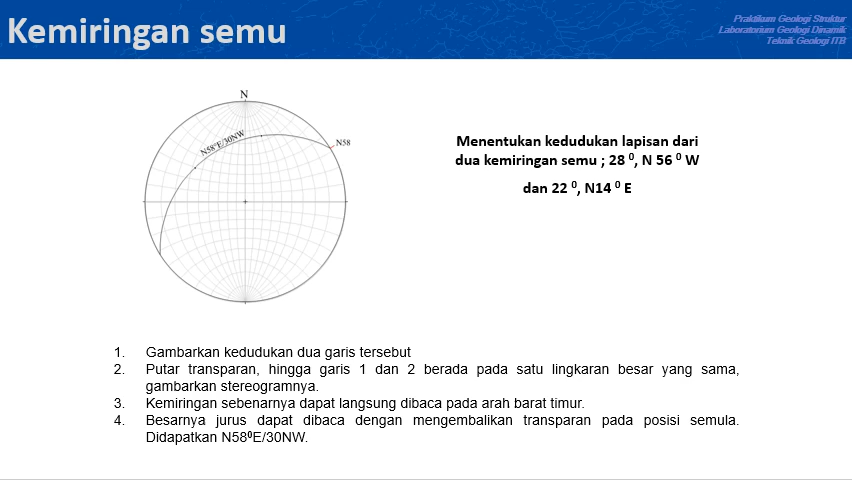 Kemiringan semu
Praktikum Geologi Struktur
Laboratorium Geologi Dinamik
Teknik Geologi ITB
N
N58°E/30NW
N58
Menentukan kedudukan lapisan dari
dua kemiringan semu ; 28 ⁰, N 56 ⁰ W
dan 22 ⁰, N14 ⁰ E
1. Gambarkan kedudukan dua garis tersebut
2. Putar transparan, hingga garis 1 dan 2 berada pada satu lingkaran besar yang sama,
gambarkan stereogramnya.
3. Kemiringan sebenarnya dapat langsung dibaca pada arah barat timur.
4. Besarnya jurus dapat dibaca dengan mengembalikan transparan pada posisi semula.
Didapatkan N58⁰E/30NW.